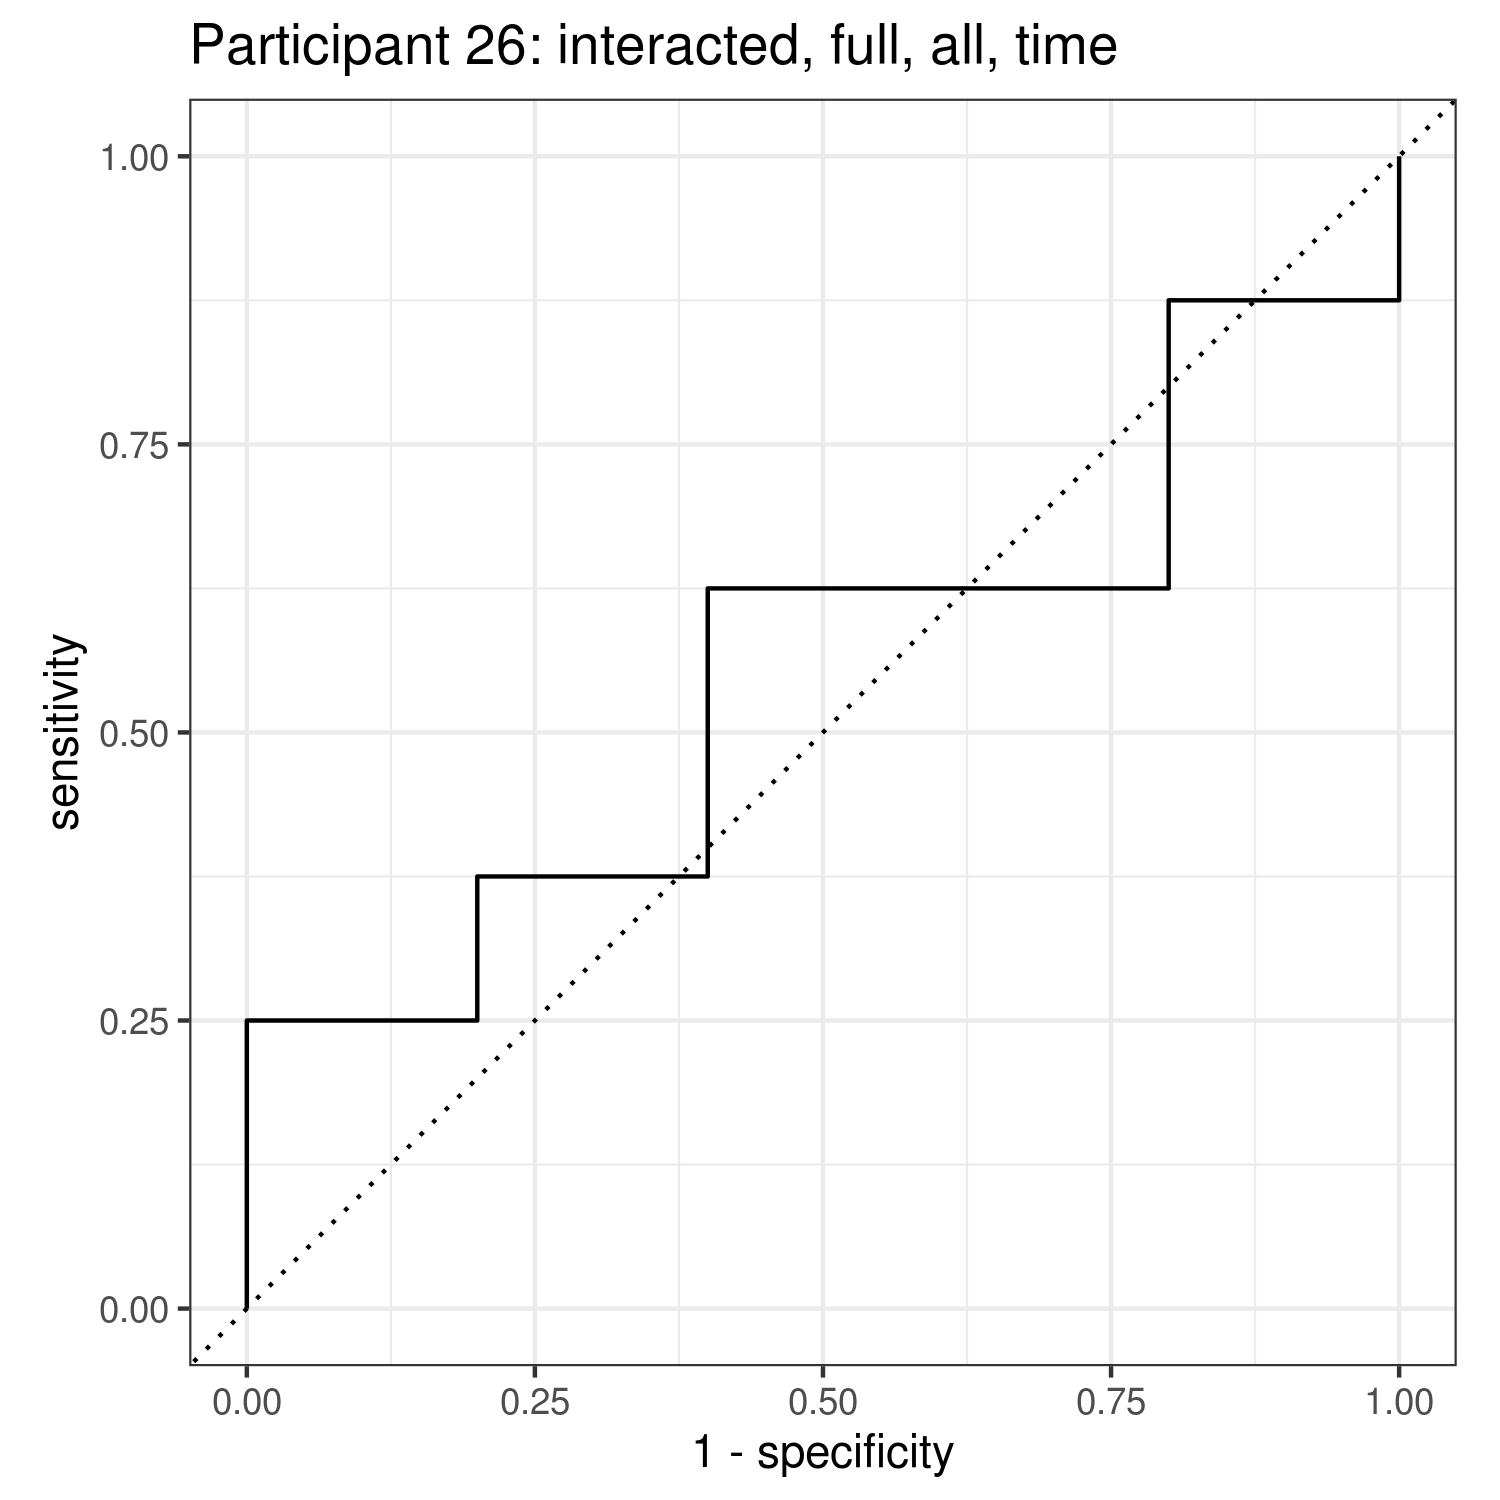 Participant 26: interacted, full, all, time
1.00
0.75
0.50
0.25
0.00
sensitivity
0.00 0.25 0.50 0.75 1.00
1 - specificity